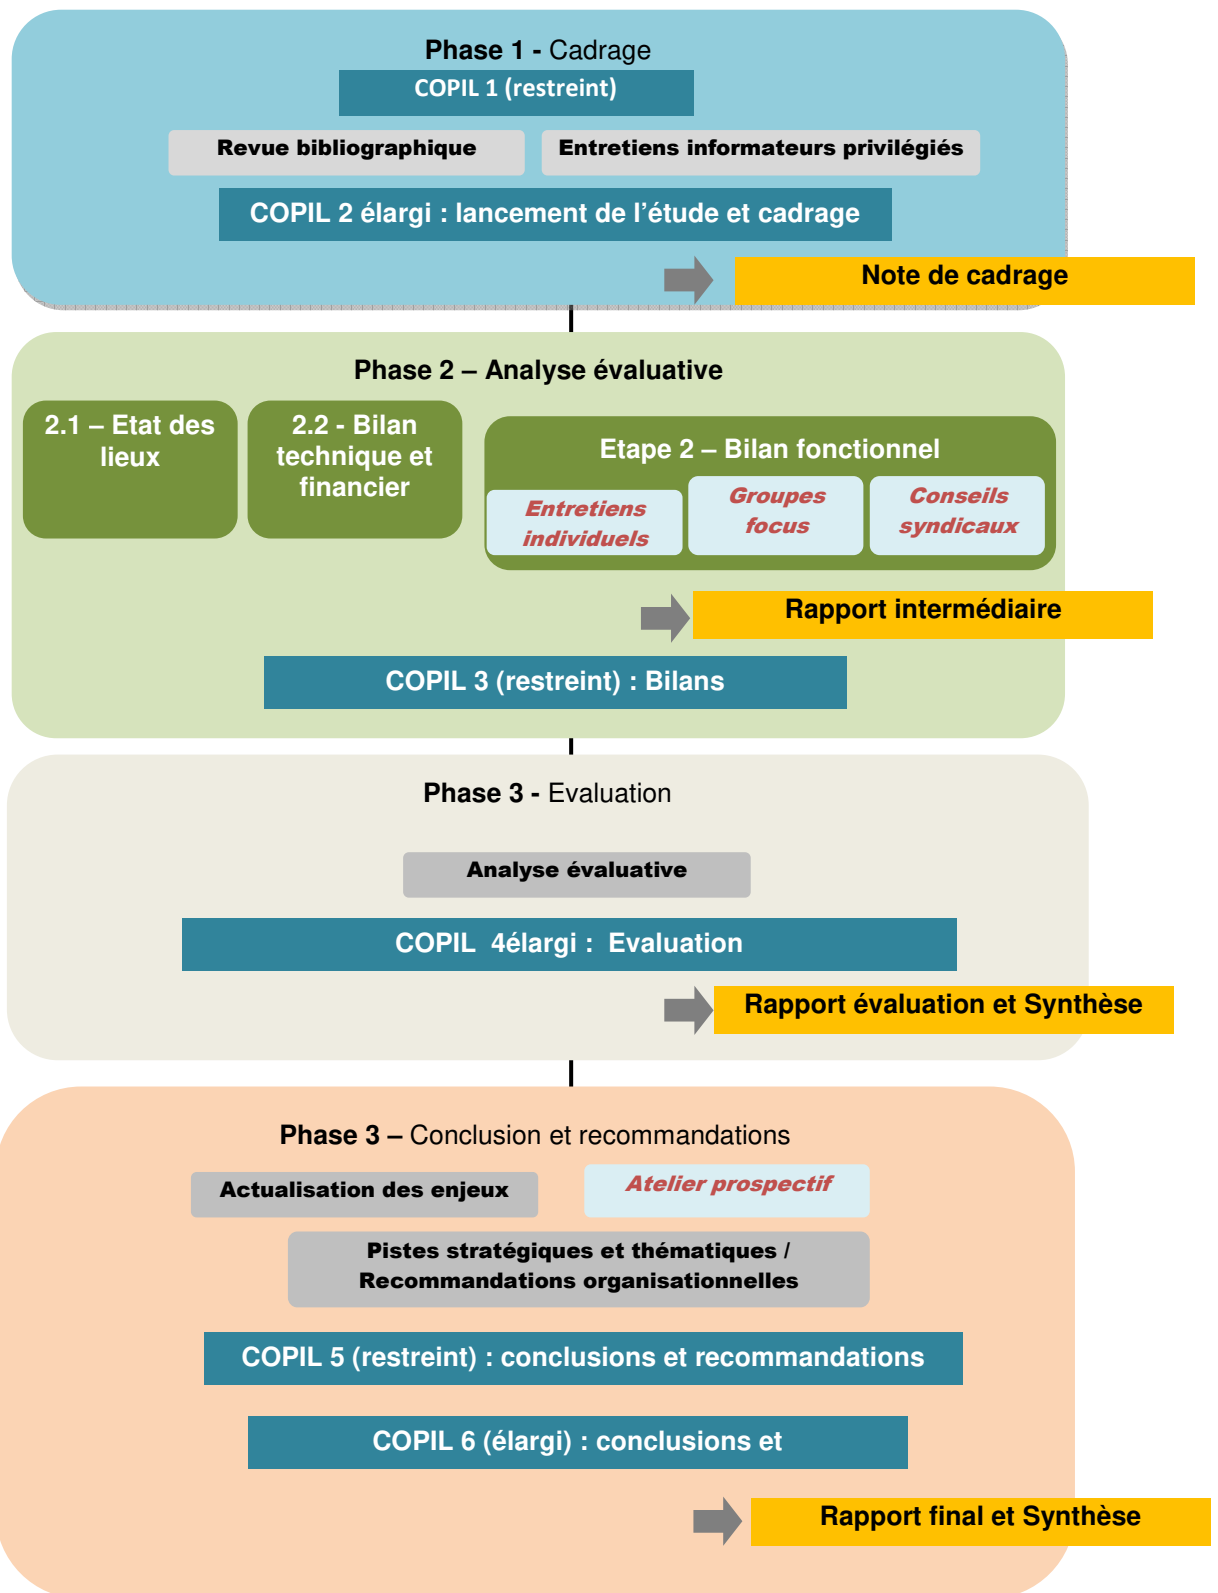 Phase 1 - Cadrage
COPIL 1 (restreint)
Revue bibliographique
Entretiens informateurs privilégiés
COPIL 2 élargi : lancement de l'étude et cadrage
Note de cadrage
Phase 2 – Analyse évaluative
2.1 – Etat des
lieux
2.2 - Bilan
technique et
financier
Etape 2 – Bilan fonctionnel
Entretiens
individuels
Groupes
focus
Conseils
syndicaux
Rapport intermédiaire
COPIL 3 (restreint) : Bilans
Phase 3 - Evaluation
Analyse évaluative
COPIL  4élargi :  Evaluation
Rapport évaluation et Synthèse
Phase 3 – Conclusion et recommandations
Actualisation des enjeux
Atelier prospectif
Pistes stratégiques et thématiques /
Recommandations organisationnelles
COPIL 5 (restreint) : conclusions et recommandations
COPIL 6 (élargi) : conclusions et
Rapport final et Synthèse